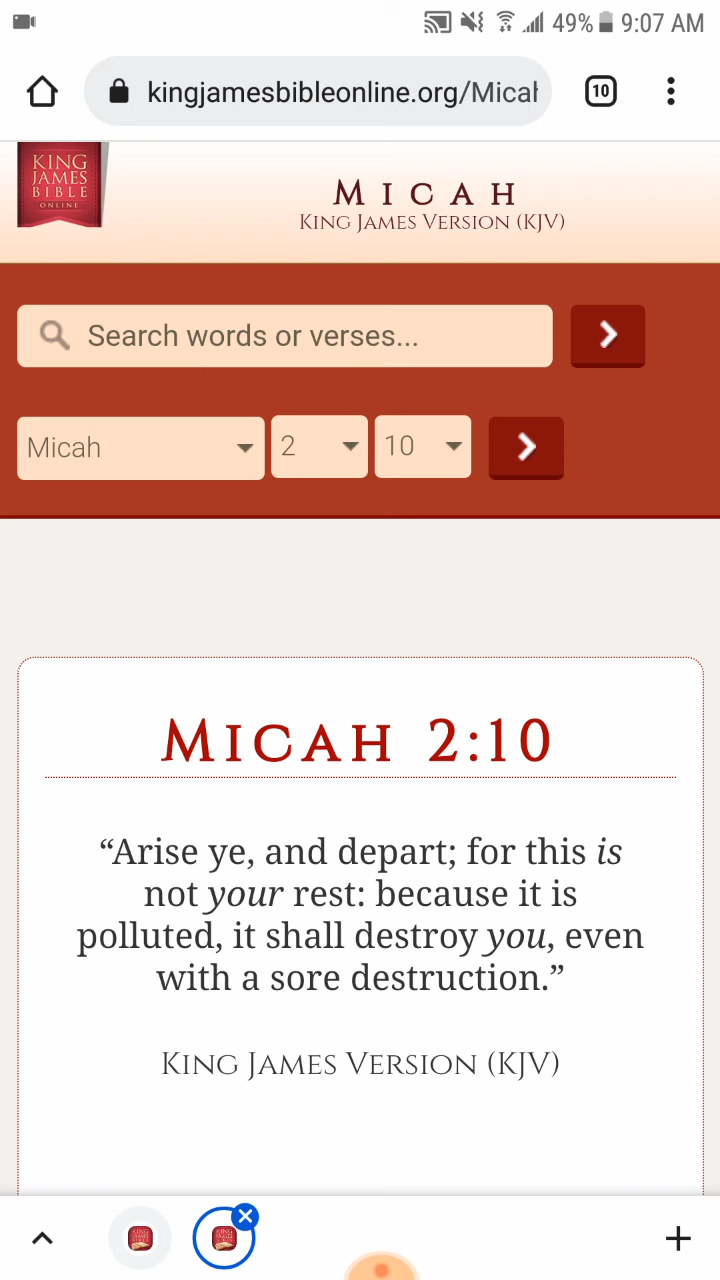 49% 9:07 AM
kingjamesbibleonline.org/Micah
10
KING
JAMES
BIBLE
ONLINE
MICAH
KING JAMES VERSION (KJV)
Search words or verses...
Micah 2 10
MICAH 2:10
“Arise ye, and depart; for this is
not your rest: because it is
polluted, it shall destroy you, even
with a sore destruction.”
KING JAMES VERSION (KJV)